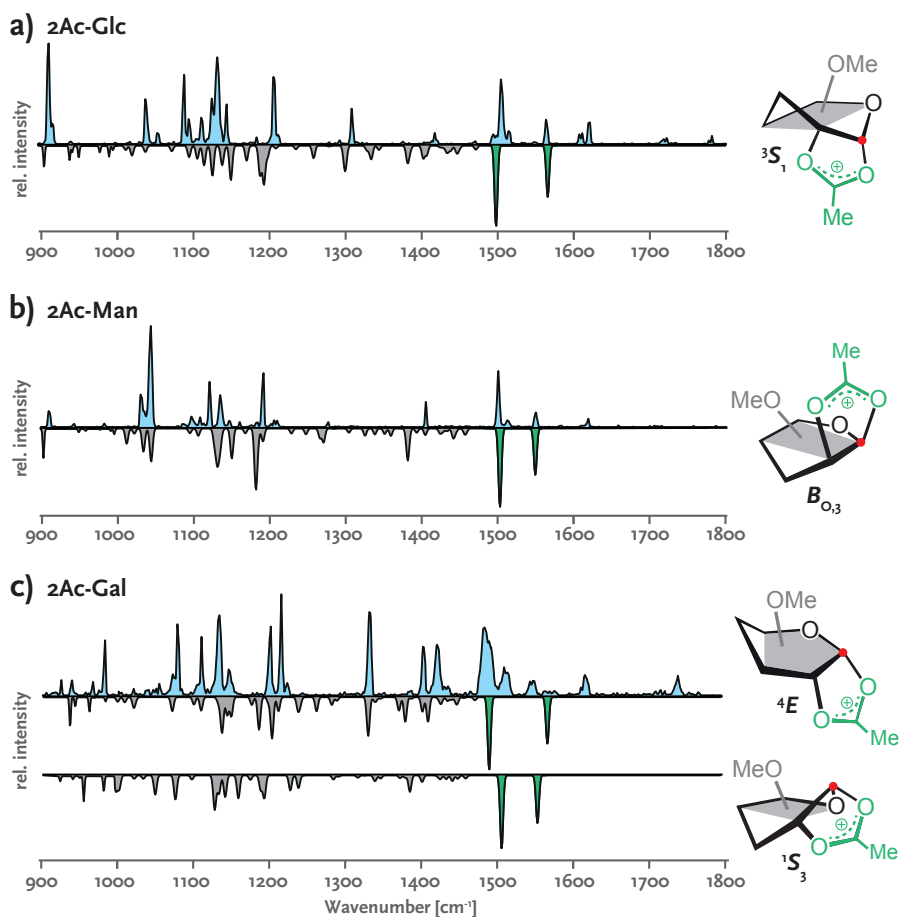 a) 2Ac-Glc
rel. intensity
900 1000 1100 1200 1300 1400 1500 1600 1700 1800
OMe
O
³S₁
O ⊕ O
Me
b) 2Ac-Man
rel. intensity
900 1000 1100 1200 1300 1400 1500 1600 1700 1800
Me
O ⊕ O
MeO
O
B_O,3
c) 2Ac-Gal
rel. intensity
OMe
O
O
⁴E
O ⊕
Me
rel. intensity
MeO
O O
⊕
O Me
¹S₃
900 1000 1100 1200 1300 1400 1500 1600 1700 1800
Wavenumber [cm⁻¹]